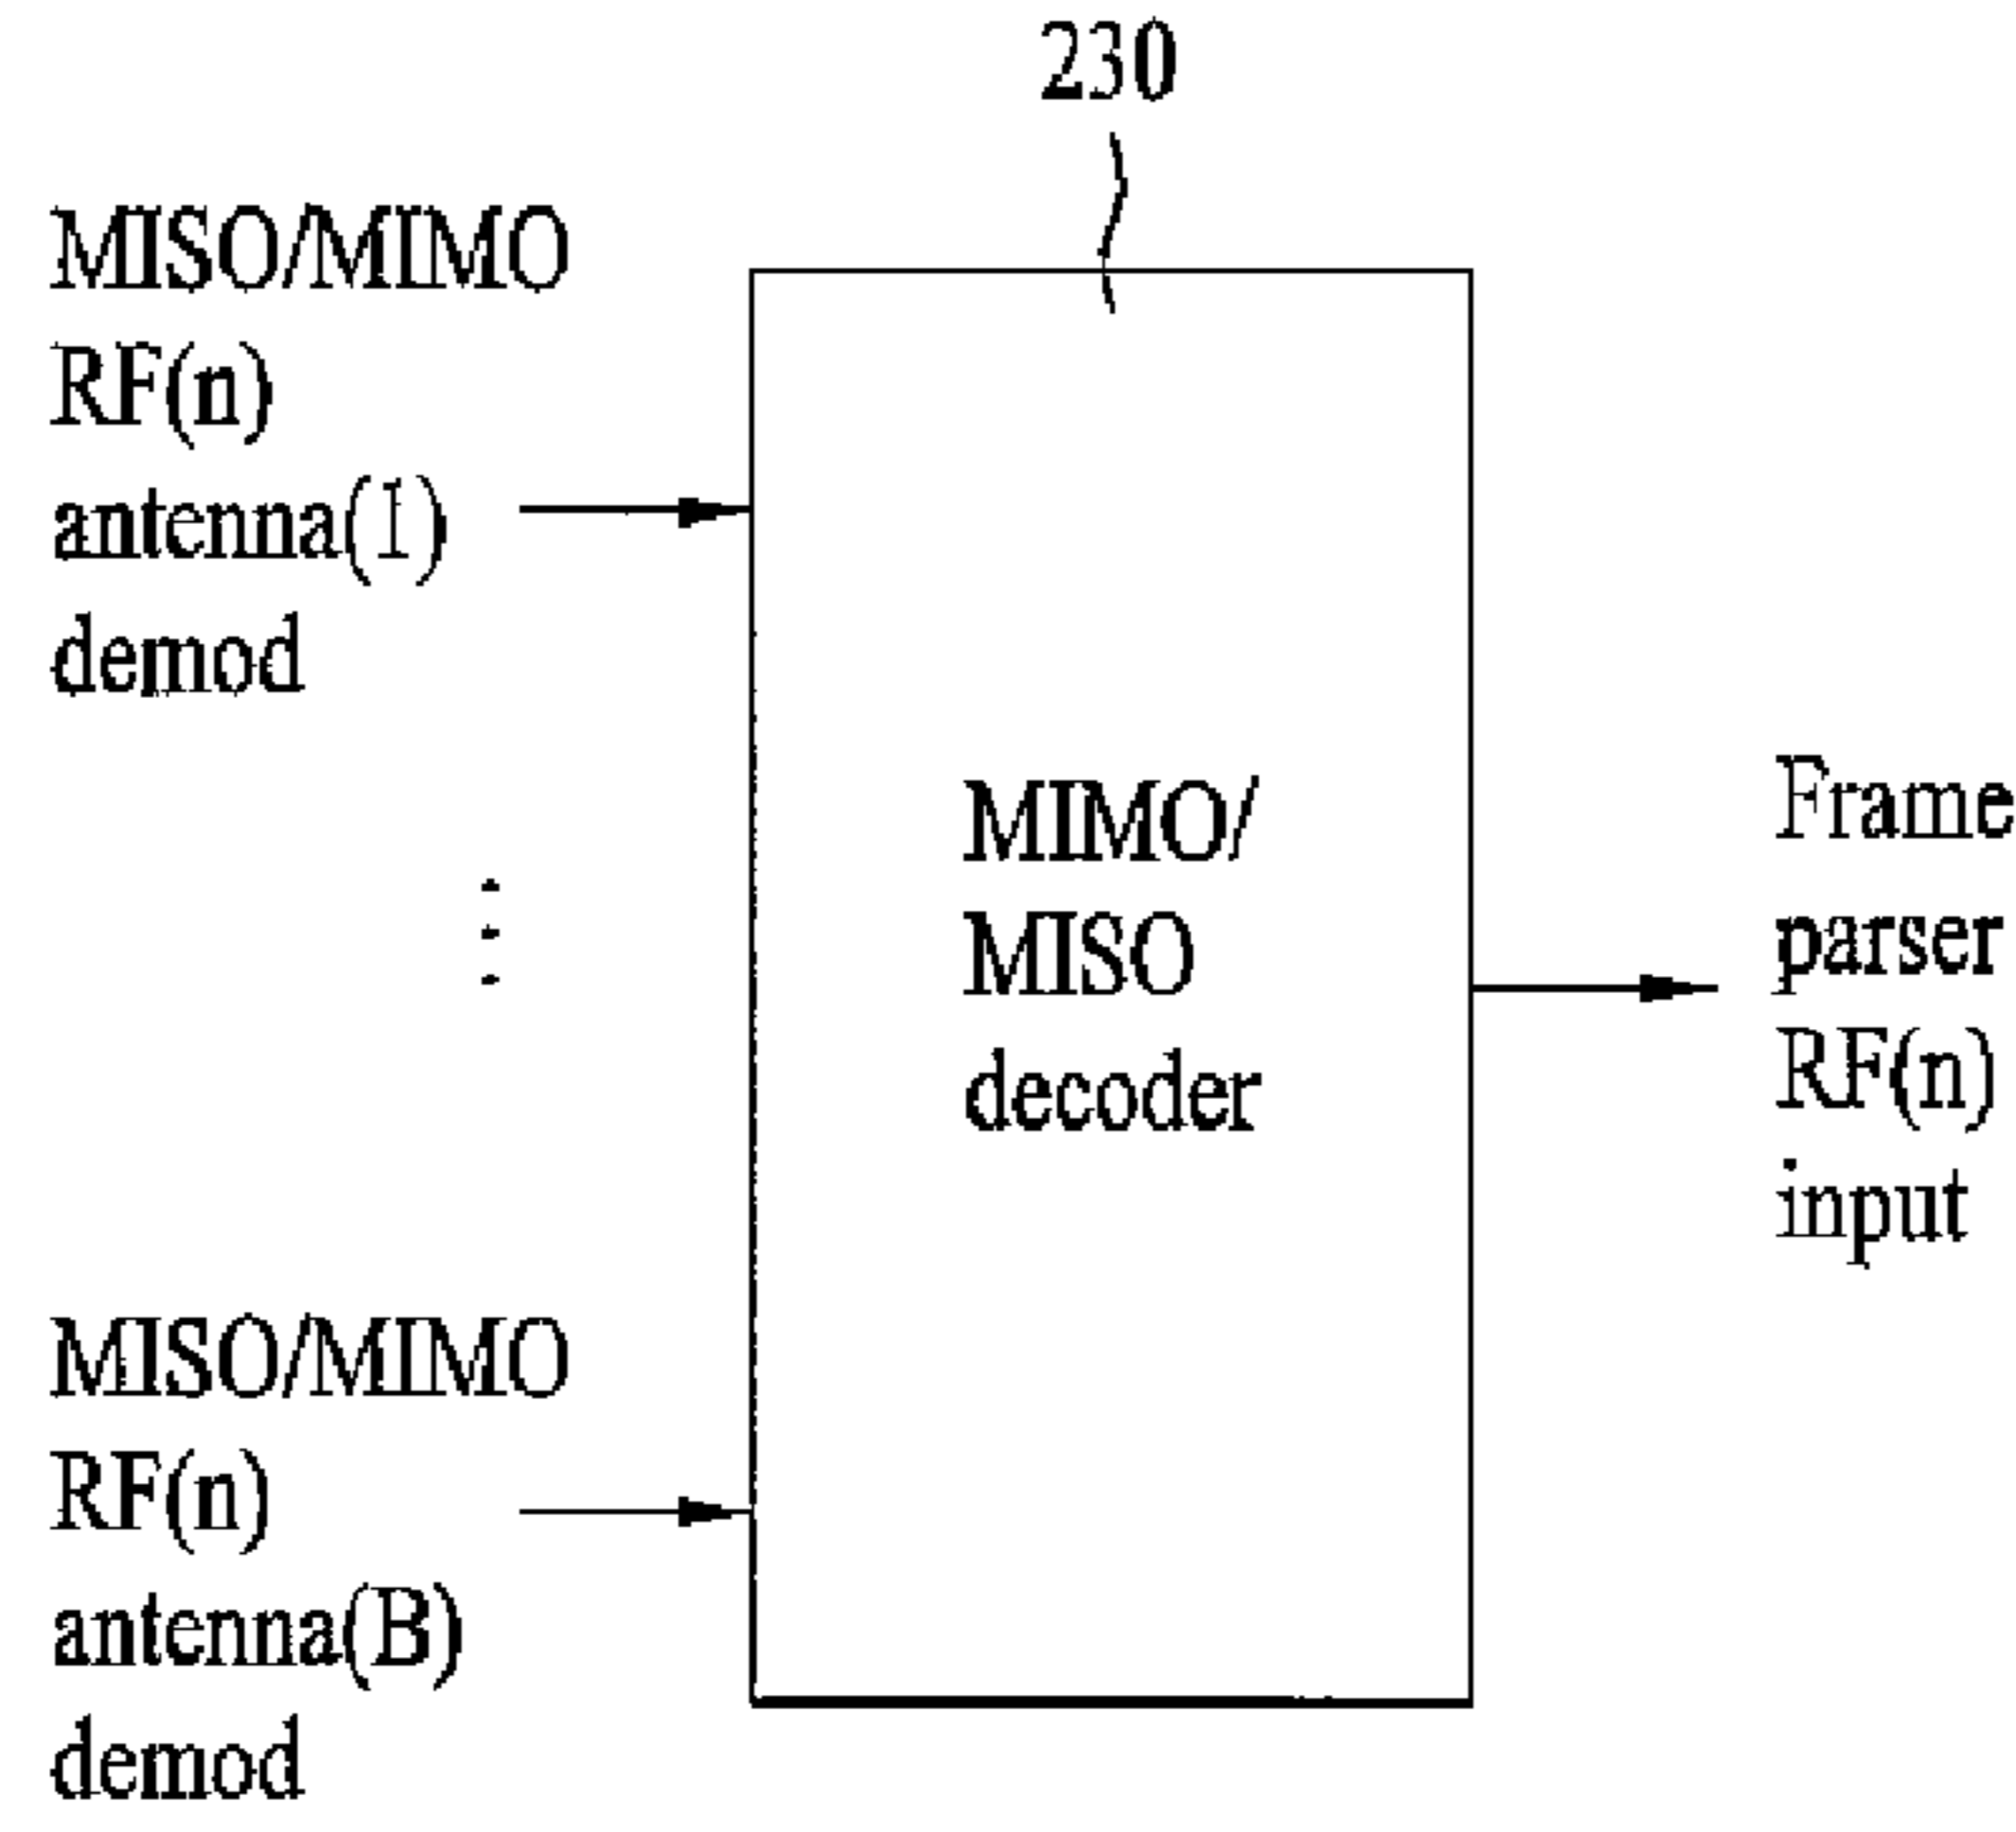 230
MISO/MIMO
RF(n)
antenna(1)
demod
MIMO/
MISO
decoder
Frame
parser
RF(n)
input
MISO/MIMO
RF(n)
antenna(B)
demod